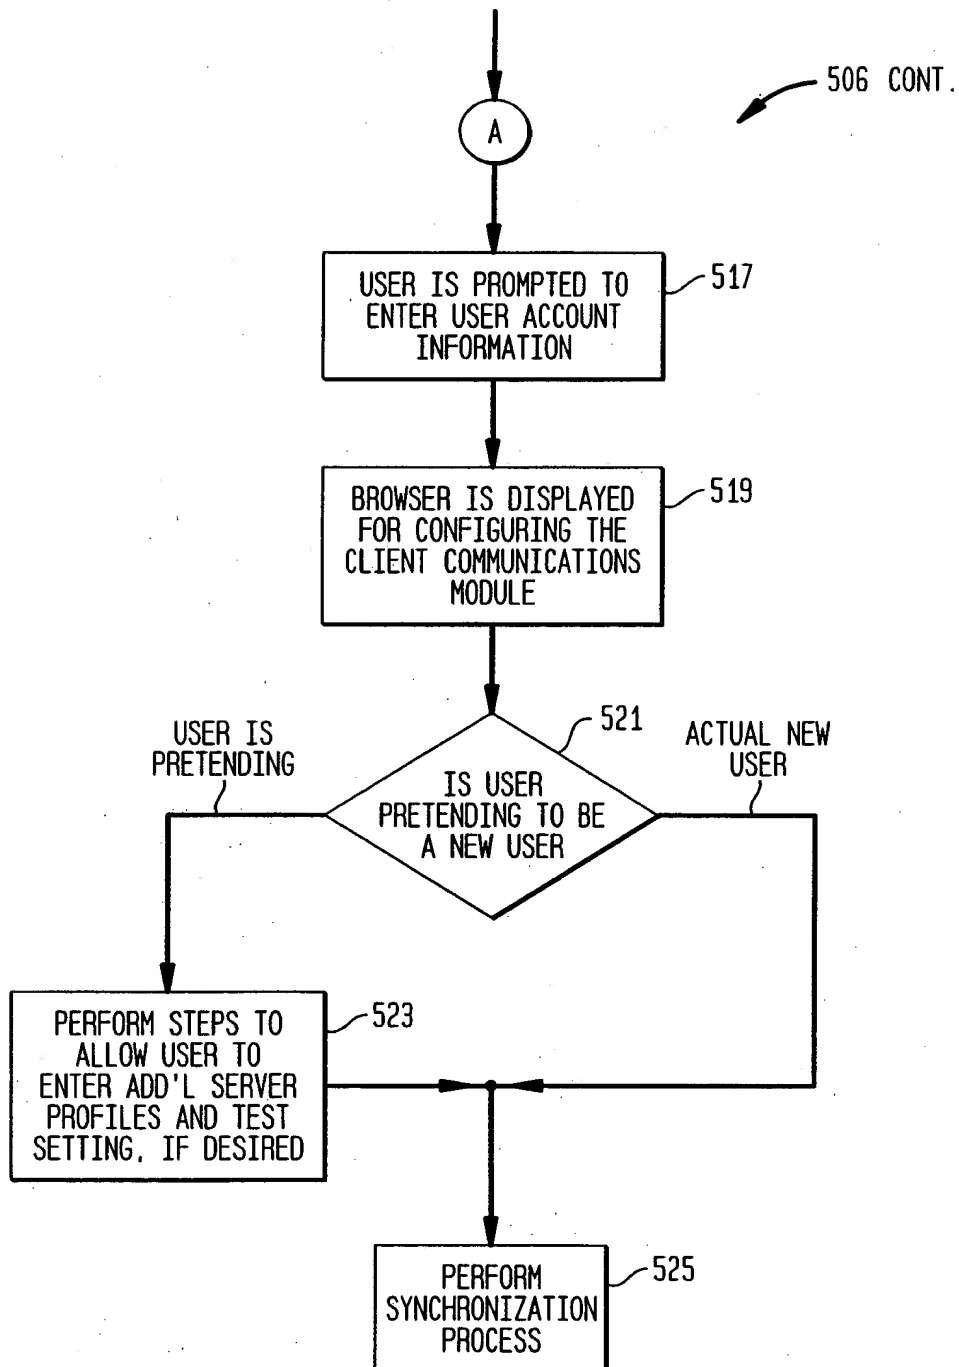 506 CONT.
A
USER IS PROMPTED TO
ENTER USER ACCOUNT
INFORMATION
517
BROWSER IS DISPLAYED
FOR CONFIGURING THE
CLIENT COMMUNICATIONS
MODULE
519
USER IS
PRETENDING
521
ACTUAL NEW
USER
IS USER
PRETENDING TO BE
A NEW USER
PERFORM STEPS TO
ALLOW USER TO
ENTER ADD'L SERVER
PROFILES AND TEST
SETTING, IF DESIRED
523
PERFORM
SYNCHRONIZATION
PROCESS
525